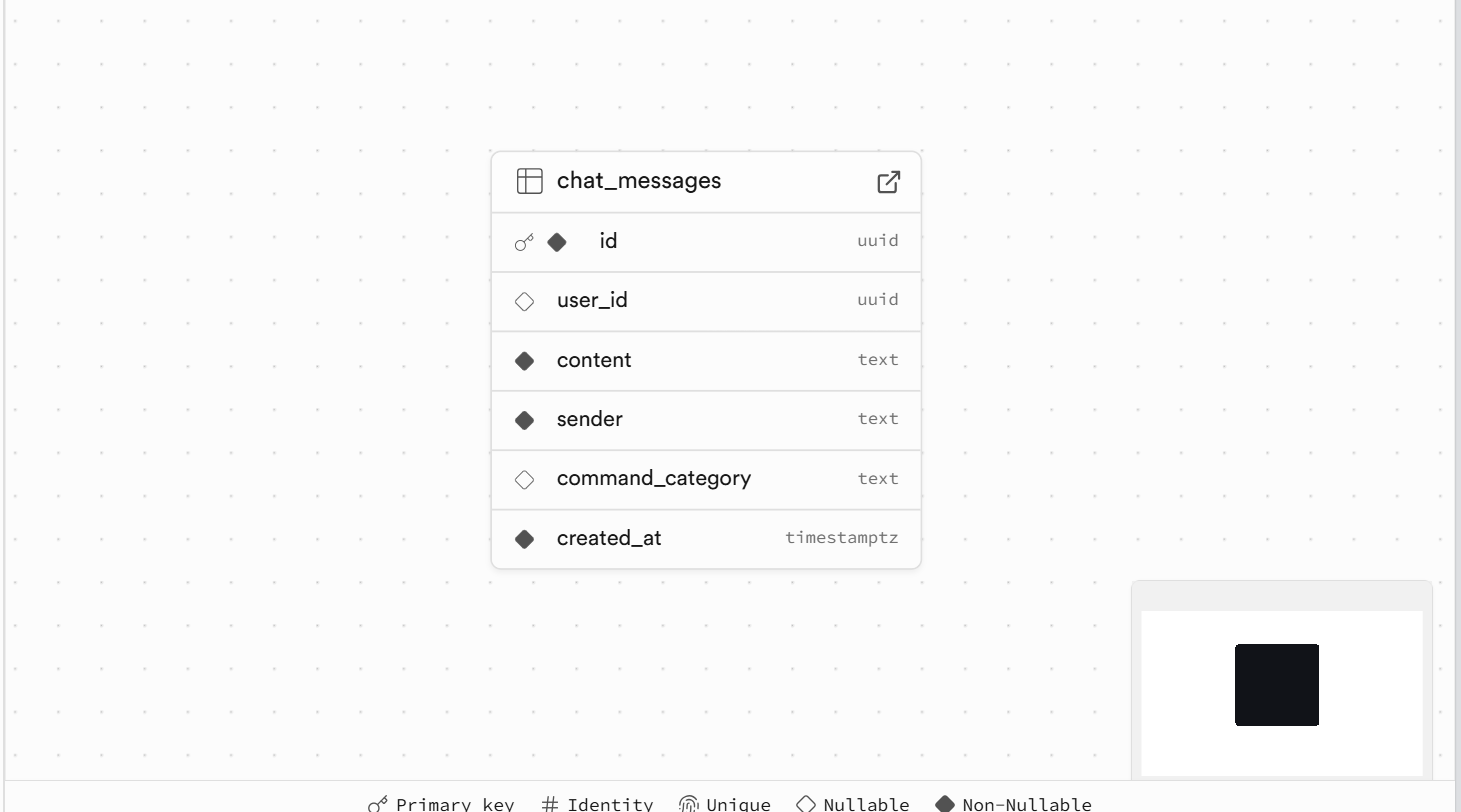 chat_messages
id uuid
user_id uuid
content text
sender text
command_category text
created_at timestamptz
Primary key # Identity Unique Nullable Non-Nullable